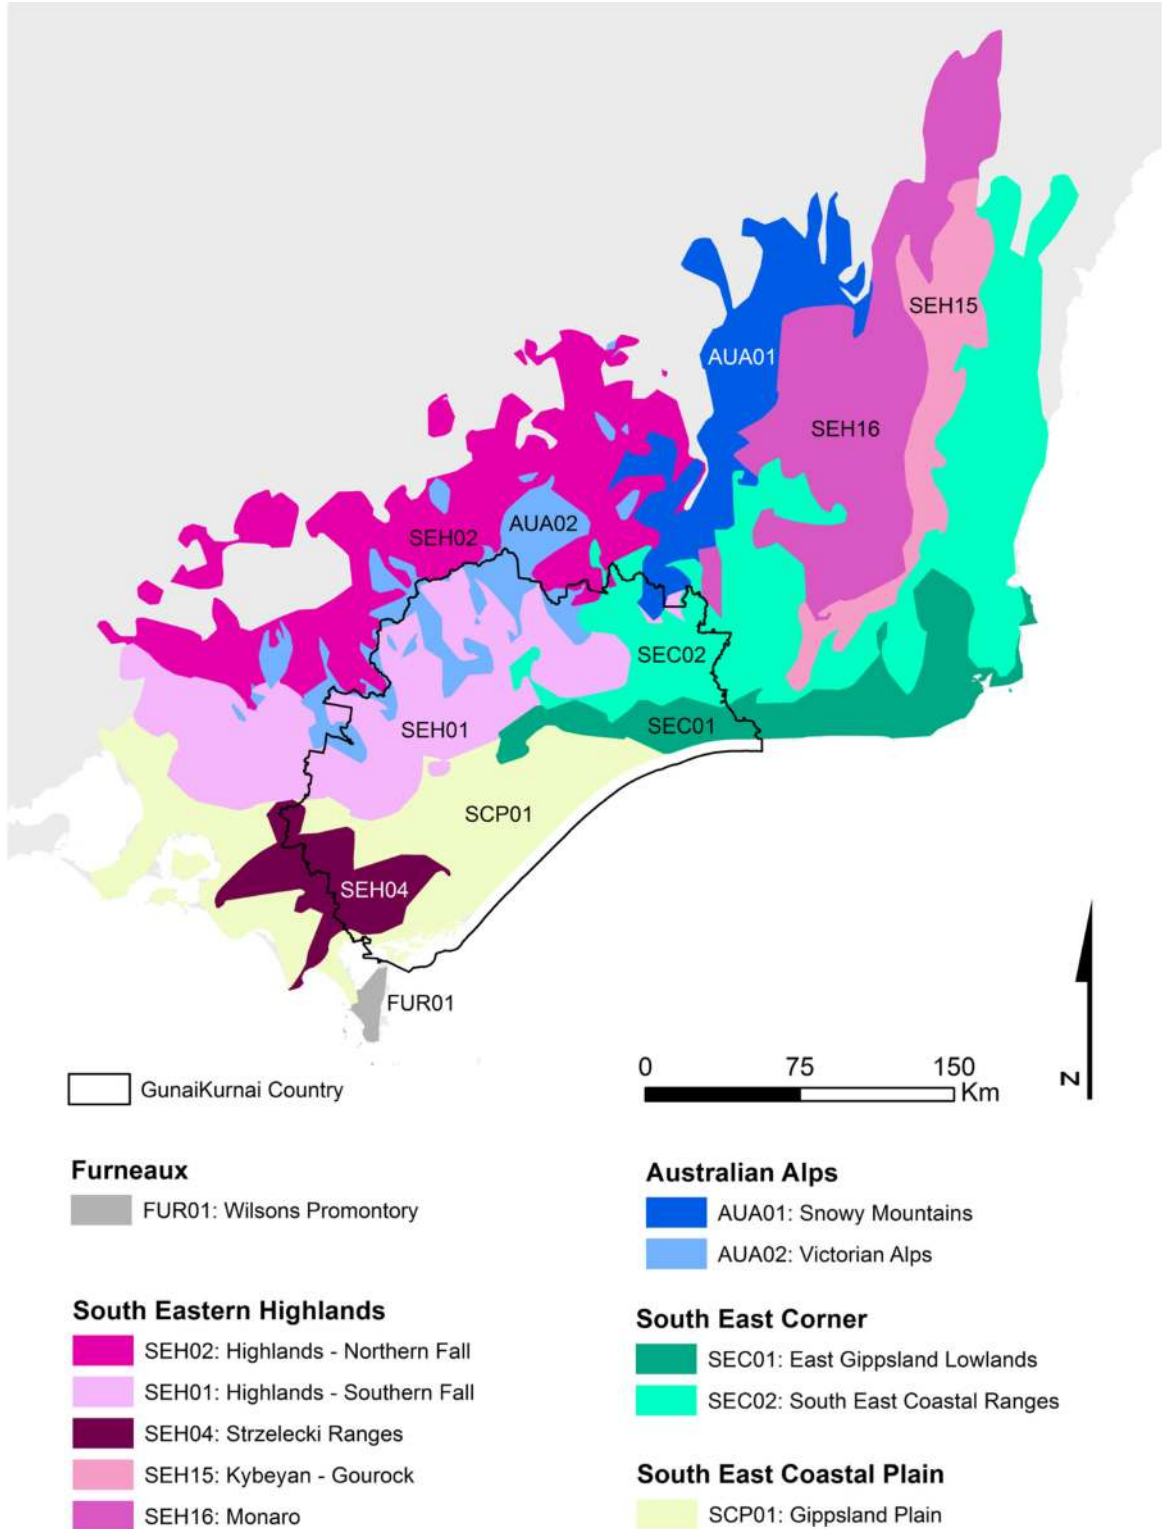 SEH15
AUA01
SEH16
AUA02
SEH02
SEC02
SEC01
SEH01
SCP01
SEH04
FUR01
GunaiKurnai Country
0 75 150
Km
N
Furneaux
FUR01: Wilsons Promontory
South Eastern Highlands
SEH02: Highlands - Northern Fall
SEH01: Highlands - Southern Fall
SEH04: Strzelecki Ranges
SEH15: Kybeyan - Gourock
SEH16: Monaro
Australian Alps
AUA01: Snowy Mountains
AUA02: Victorian Alps
South East Corner
SEC01: East Gippsland Lowlands
SEC02: South East Coastal Ranges
South East Coastal Plain
SCP01: Gippsland Plain